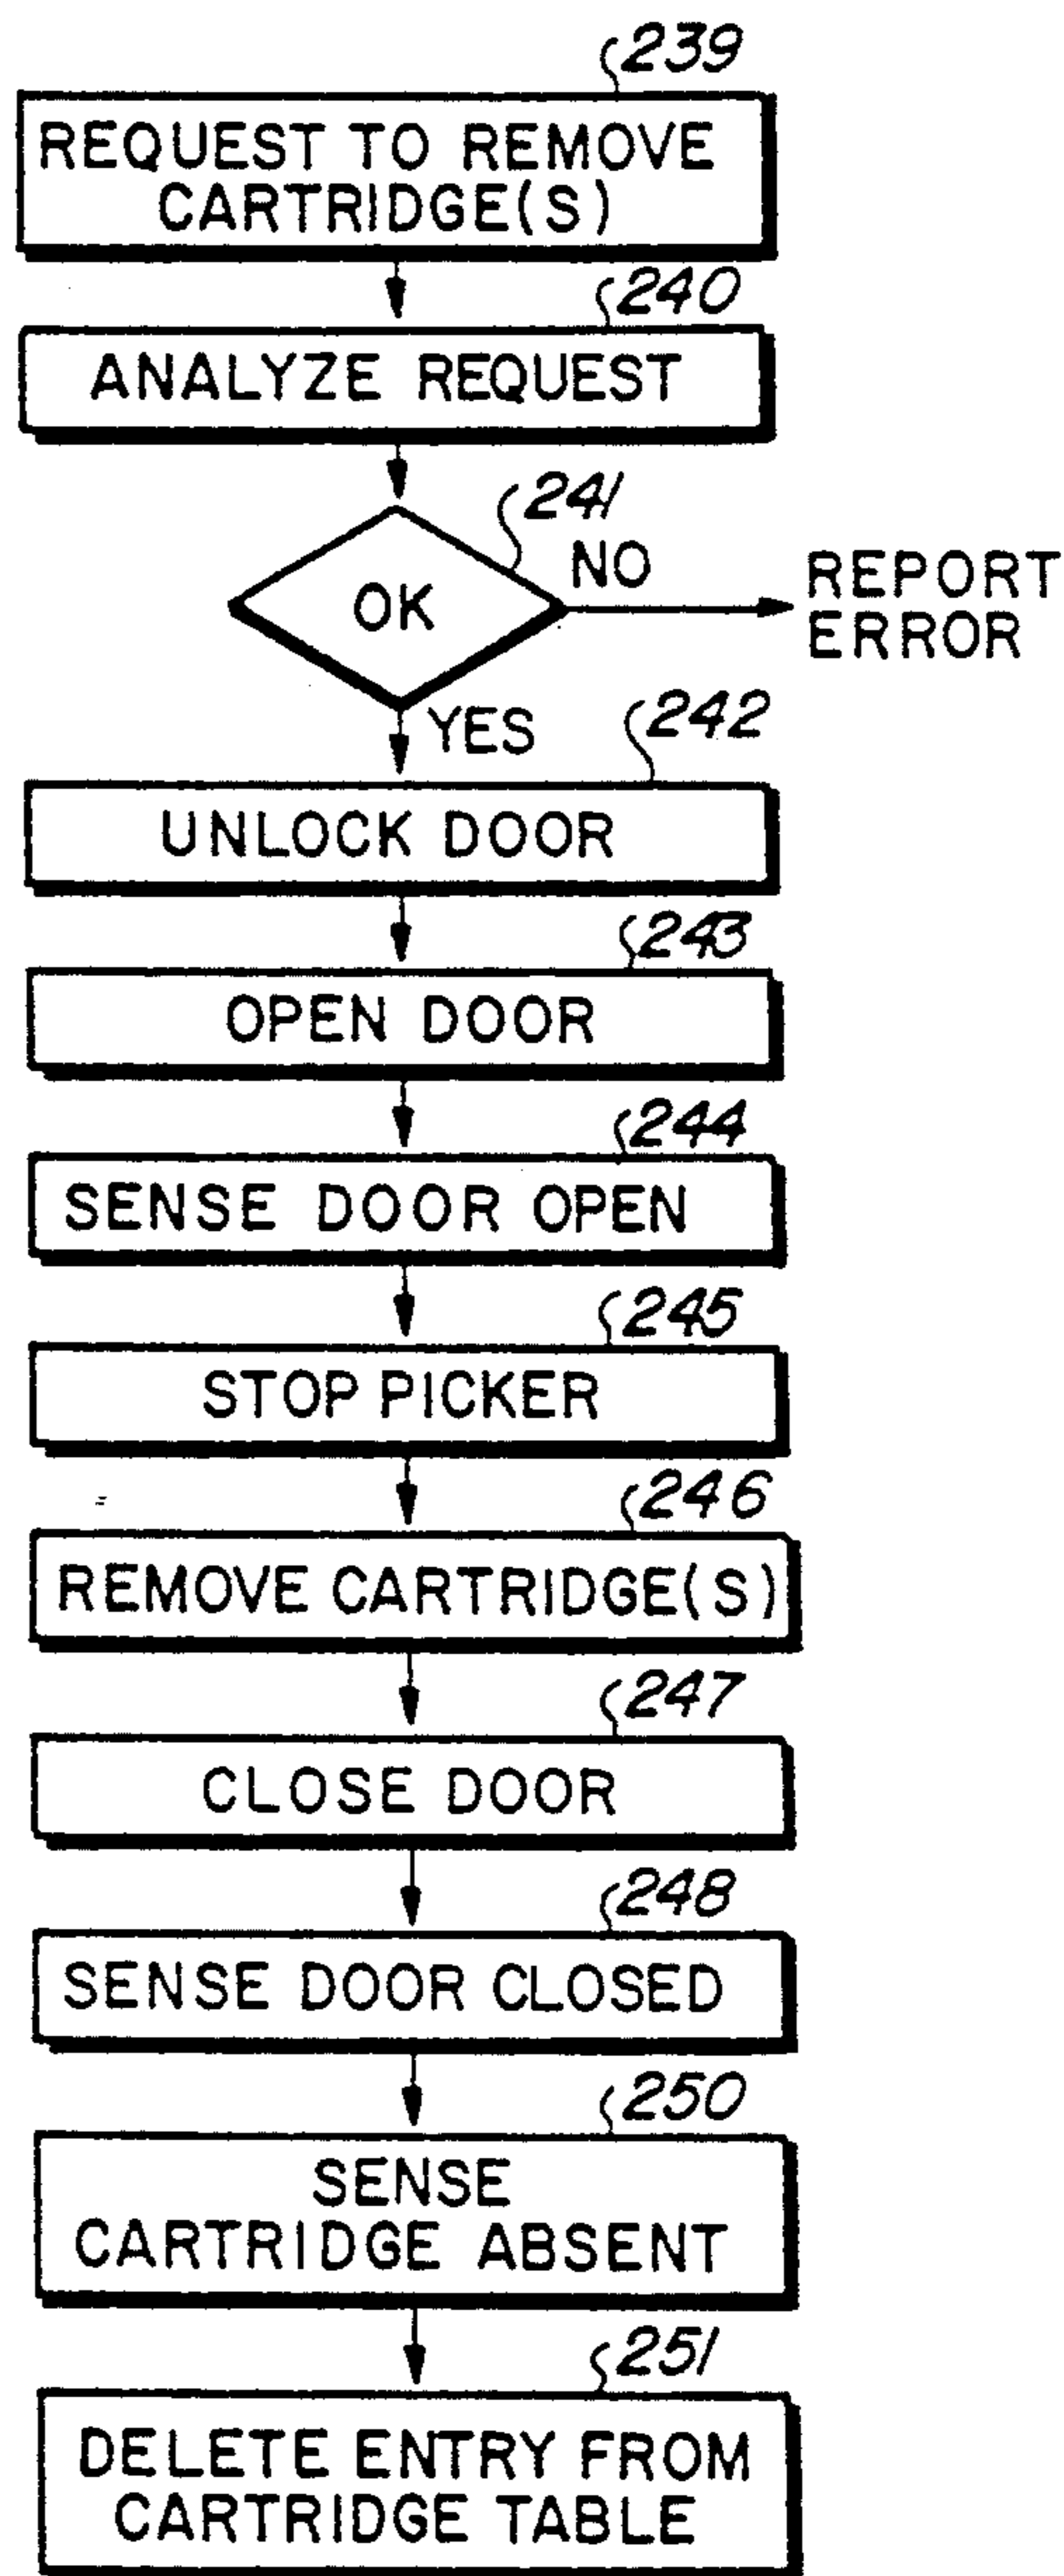 239
REQUEST TO REMOVE
CARTRIDGE(S)
240
ANALYZE REQUEST
241
OK
NO
REPORT
ERROR
YES
242
UNLOCK DOOR
243
OPEN DOOR
244
SENSE DOOR OPEN
245
STOP PICKER
246
REMOVE CARTRIDGE(S)
247
CLOSE DOOR
248
SENSE DOOR CLOSED
250
SENSE
CARTRIDGE ABSENT
251
DELETE ENTRY FROM
CARTRIDGE TABLE